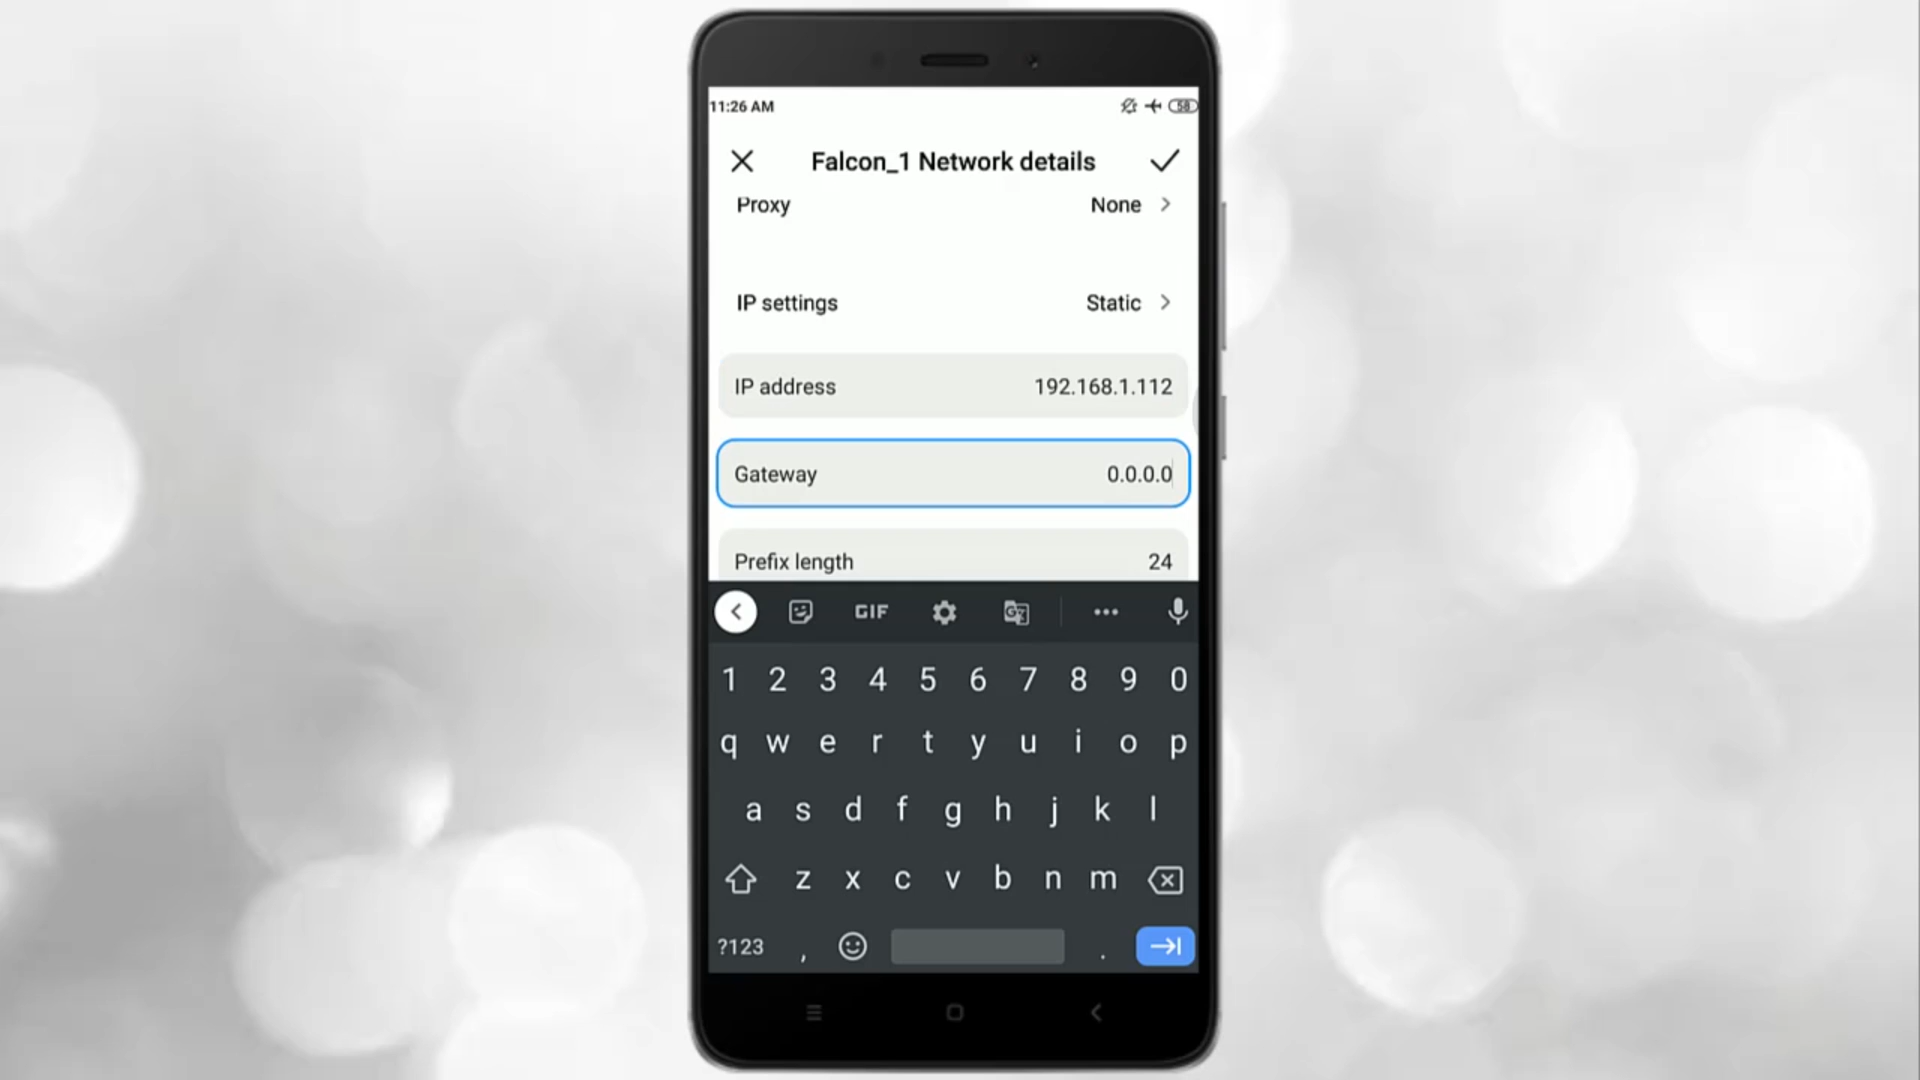 11:26 AM 58
Falcon_1 Network details
Proxy None
IP settings Static
IP address 192.168.1.112
Gateway 0.0.0.0
Prefix length 24
GIF
1 2 3 4 5 6 7 8 9 0
q w e r t y u i o p
a s d f g h j k l
z x c v b n m
?123 , .